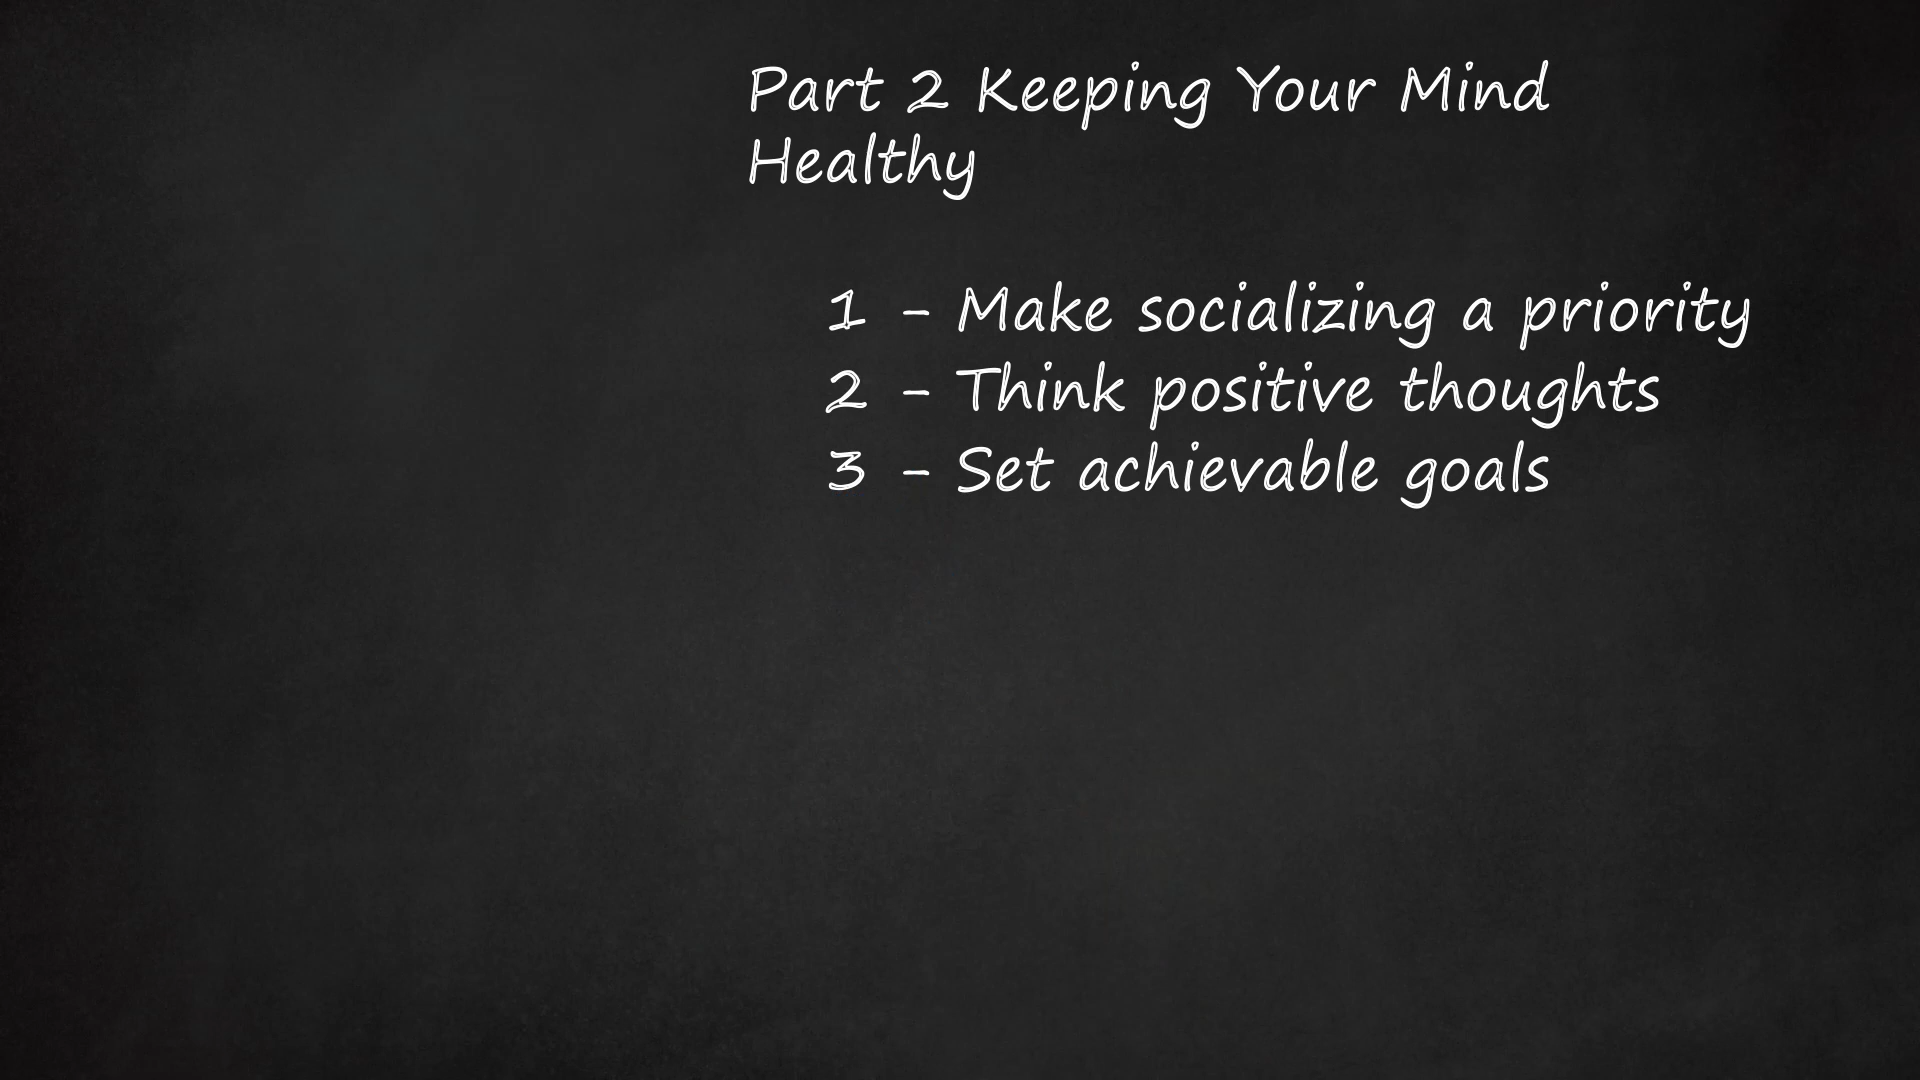 Part 2 Keeping Your Mind
Healthy
1 - Make socializing a priority
2 - Think positive thoughts
3 - Set achievable goals